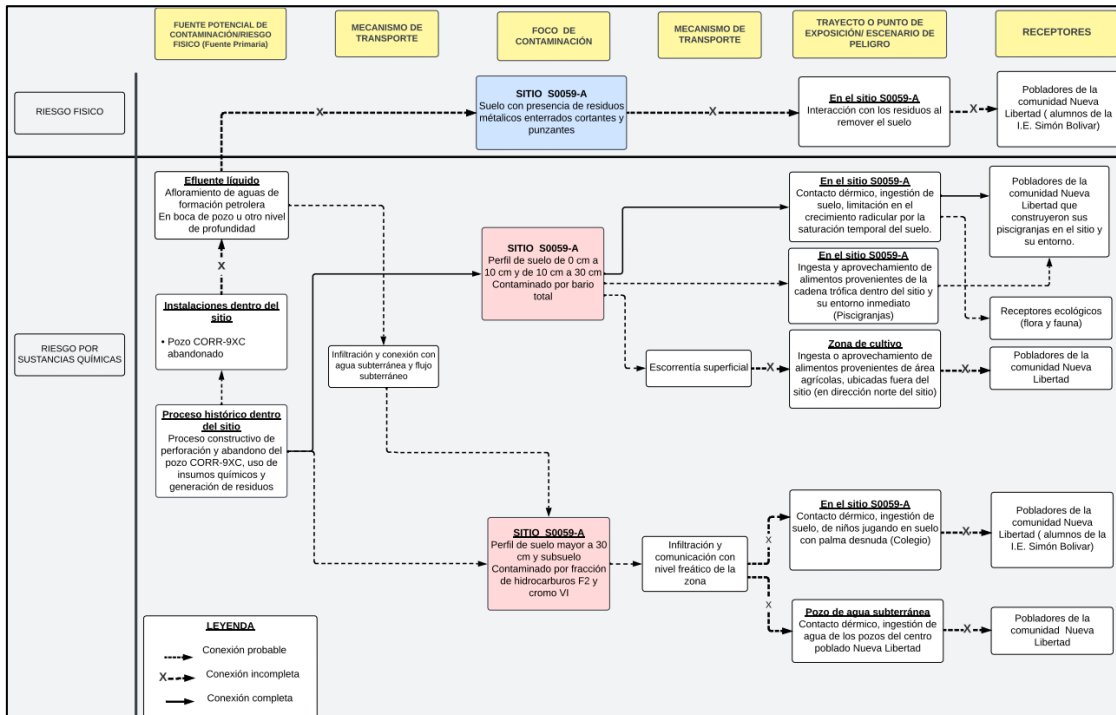 FUENTE POTENCIAL DE
CONTAMINACIÓN/RIESGO
FISICO (Fuente Primaria)
MECANISMO DE
TRANSPORTE
FOCO DE
CONTAMINACIÓN
MECANISMO DE
TRANSPORTE
TRAYECTO O PUNTO DE
EXPOSICIÓN/ ESCENARIO DE
PELIGRO
RECEPTORES
RIESGO FISICO
SITIO S0059-A
Suelo con presencia de residuos
métalicos enterrados cortantes y
punzantes
En el sitio S0059-A
Interacción con los residuos al
remover el suelo
Pobladores de la
comunidad Nueva
Libertad ( alumnos de la
I.E. Simón Bolivar)
X
X
X
RIESGO POR
SUSTANCIAS QUÍMICAS
Efluente líquido
Afloramiento de aguas de
formación petrolera
En boca de pozo u otro nivel
de profundidad
X
Instalaciones dentro del
sitio
• Pozo CORR-9XC
abandonado
Proceso histórico dentro
del sitio
Proceso constructivo de
perforación y abandono del
pozo CORR-9XC, uso de
insumos químicos y
generación de residuos
Infiltración y conexión con
agua subterránea y flujo
subterráneo
SITIO S0059-A
Perfil de suelo de 0 cm a
10 cm y de 10 cm a 30 cm
Contaminado por bario
total
SITIO S0059-A
Perfil de suelo mayor a 30
cm y subsuelo
Contaminado por fracción
de hidrocarburos F2 y
cromo VI
Escorrentía superficial
X
Infiltración y
comunicación con
nivel freático de la
zona
X
X
En el sitio S0059-A
Contacto dérmico, ingestión de
suelo, limitación en el
crecimiento radicular por la
saturación temporal del suelo.
En el sitio S0059-A
Ingesta y aprovechamiento de
alimentos provenientes de la
cadena trófica dentro del sitio y
su entorno inmediato
(Piscigranjas)
Zona de cultivo
Ingesta o aprovechamiento de
alimentos provenientes de área
agrícolas, ubicadas fuera del
sitio (en dirección norte del sitio)
En el sitio S0059-A
Contacto dérmico, ingestión de
suelo, de niños jugando en suelo
con palma desnuda (Colegio)
Pozo de agua subterránea
Contacto dérmico, ingestión de
agua de los pozos del centro
poblado Nueva Libertad
Pobladores de la
comunidad Nueva
Libertad que
construyeron sus
piscigranjas en el sitio
y su entorno.
Receptores ecológicos
(flora y fauna)
X
Pobladores de la
comunidad Nueva
Libertad
X
Pobladores de la
comunidad Nueva
Libertad ( alumnos de la
I.E. Simón Bolivar)
X
Pobladores de la
comunidad Nueva
Libertad
LEYENDA
Conexión probable
X Conexión incompleta
Conexión completa